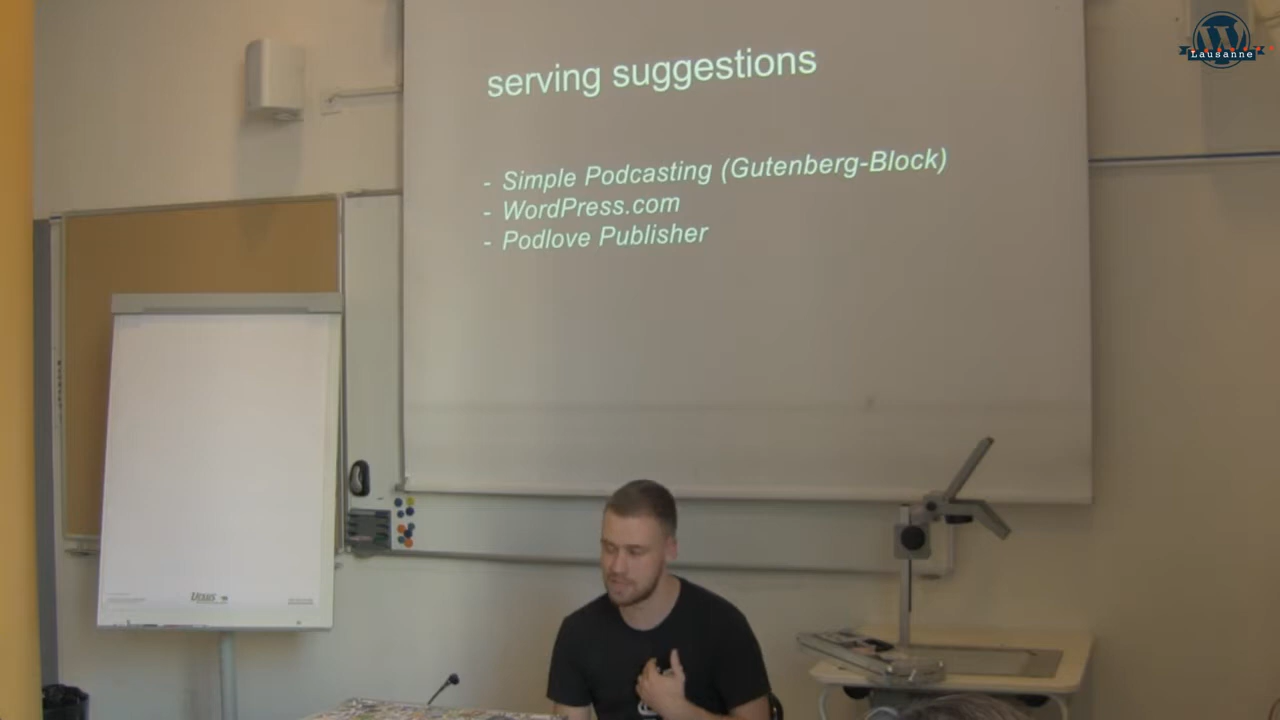 serving suggestions
- Simple Podcasting (Gutenberg-Block)
- WordPress.com
- Podlove Publisher
Lausanne